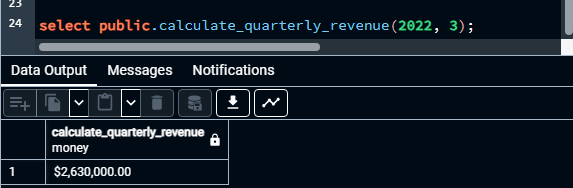 23
24 select public.calculate_quarterly_revenue(2022, 3);
Data Output Messages Notifications
calculate_quarterly_revenue
money
1 $2,630,000.00